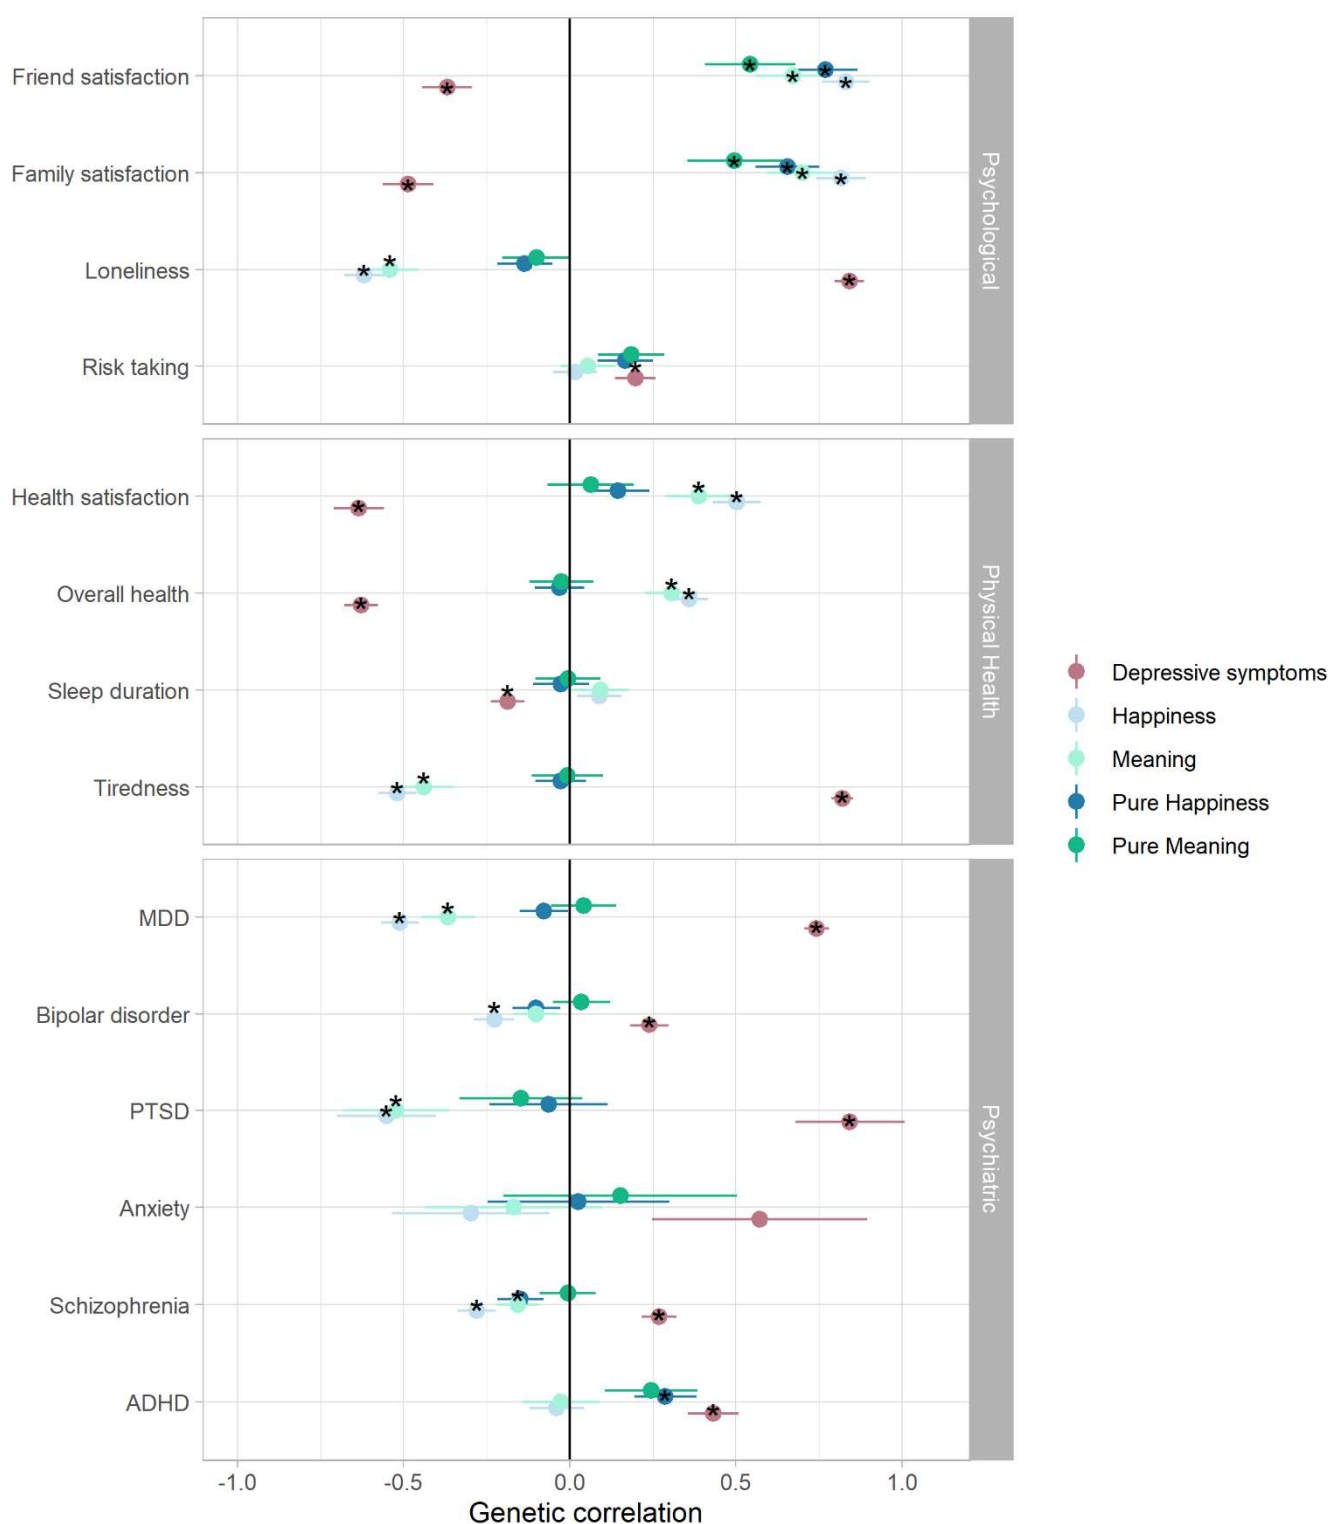 Friend satisfaction
Family satisfaction
Loneliness
Risk taking
Psychological
Health satisfaction
Overall health
Sleep duration
Tiredness
Physical Health
MDD
Bipolar disorder
PTSD
Anxiety
Schizophrenia
ADHD
Psychiatric
-1.0 -0.5 0.0 0.5 1.0
Genetic correlation
Depressive symptoms
Happiness
Meaning
Pure Happiness
Pure Meaning